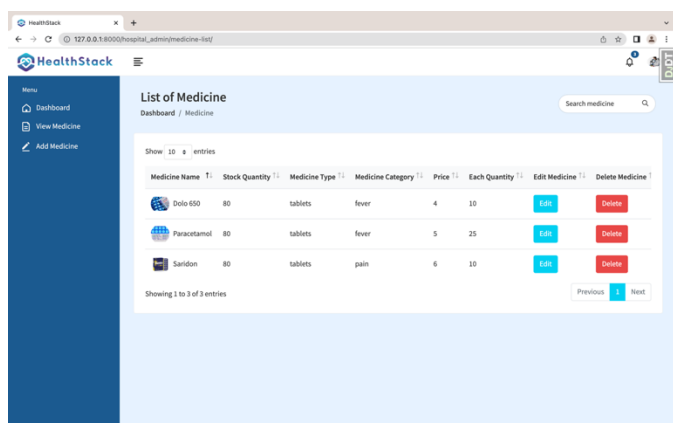 HealthStack
127.0.0.1:8000/hospital_admin/medicine-list/
HealthStack
DjDT
Menu
Dashboard
View Medicine
Add Medicine
List of Medicine
Dashboard / Medicine
Search medicine
Show 10 entries
Medicine Name Stock Quantity Medicine Type Medicine Category Price Each Quantity Edit Medicine Delete Medicine
Dolo 650 80 tablets fever 4 10 Edit Delete
Paracetamol 80 tablets fever 5 25 Edit Delete
Saridon 80 tablets pain 6 10 Edit Delete
Showing 1 to 3 of 3 entries
Previous 1 Next